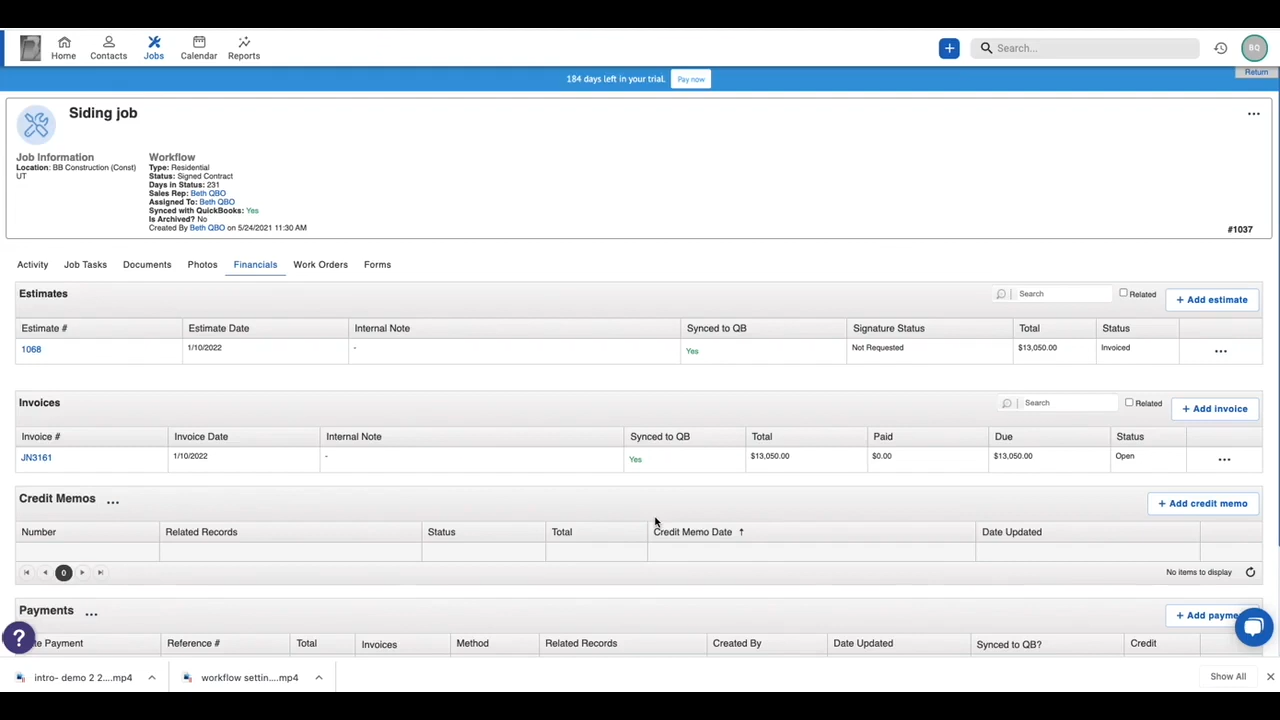 Home
Contacts
Jobs
Calendar
Reports
+
Search...
BQ
184 days left in your trial.
Pay now
Return
Siding job
...
Job Information
Location: BB Construction (Const)
UT
Workflow
Type: Residential
Status: Signed Contract
Days in Status: 231
Sales Rep: Beth QBO
Assigned To: Beth QBO
Synced with QuickBooks: Yes
Is Archived? No
Created By Beth QBO on 5/24/2021 11:30 AM
#1037
Activity Job Tasks Documents Photos Financials Work Orders Forms
Estimates
Search
Related
+ Add estimate
Estimate # Estimate Date Internal Note Synced to QB Signature Status Total Status
1068 1/10/2022 - Yes Not Requested $13,050.00 Invoiced ...
Invoices
Search
Related
+ Add invoice
Invoice # Invoice Date Internal Note Synced to QB Total Paid Due Status
JN3161 1/10/2022 - Yes $13,050.00 $0.00 $13,050.00 Open ...
Credit Memos ...
+ Add credit memo
Number Related Records Status Total Credit Memo Date ↑ Date Updated
0
No items to display
Payments ...
+ Add payme
te Payment Reference # Total Invoices Method Related Records Created By Date Updated Synced to QB? Credit
?
intro- demo 2 2....mp4
workflow settin....mp4
Show All